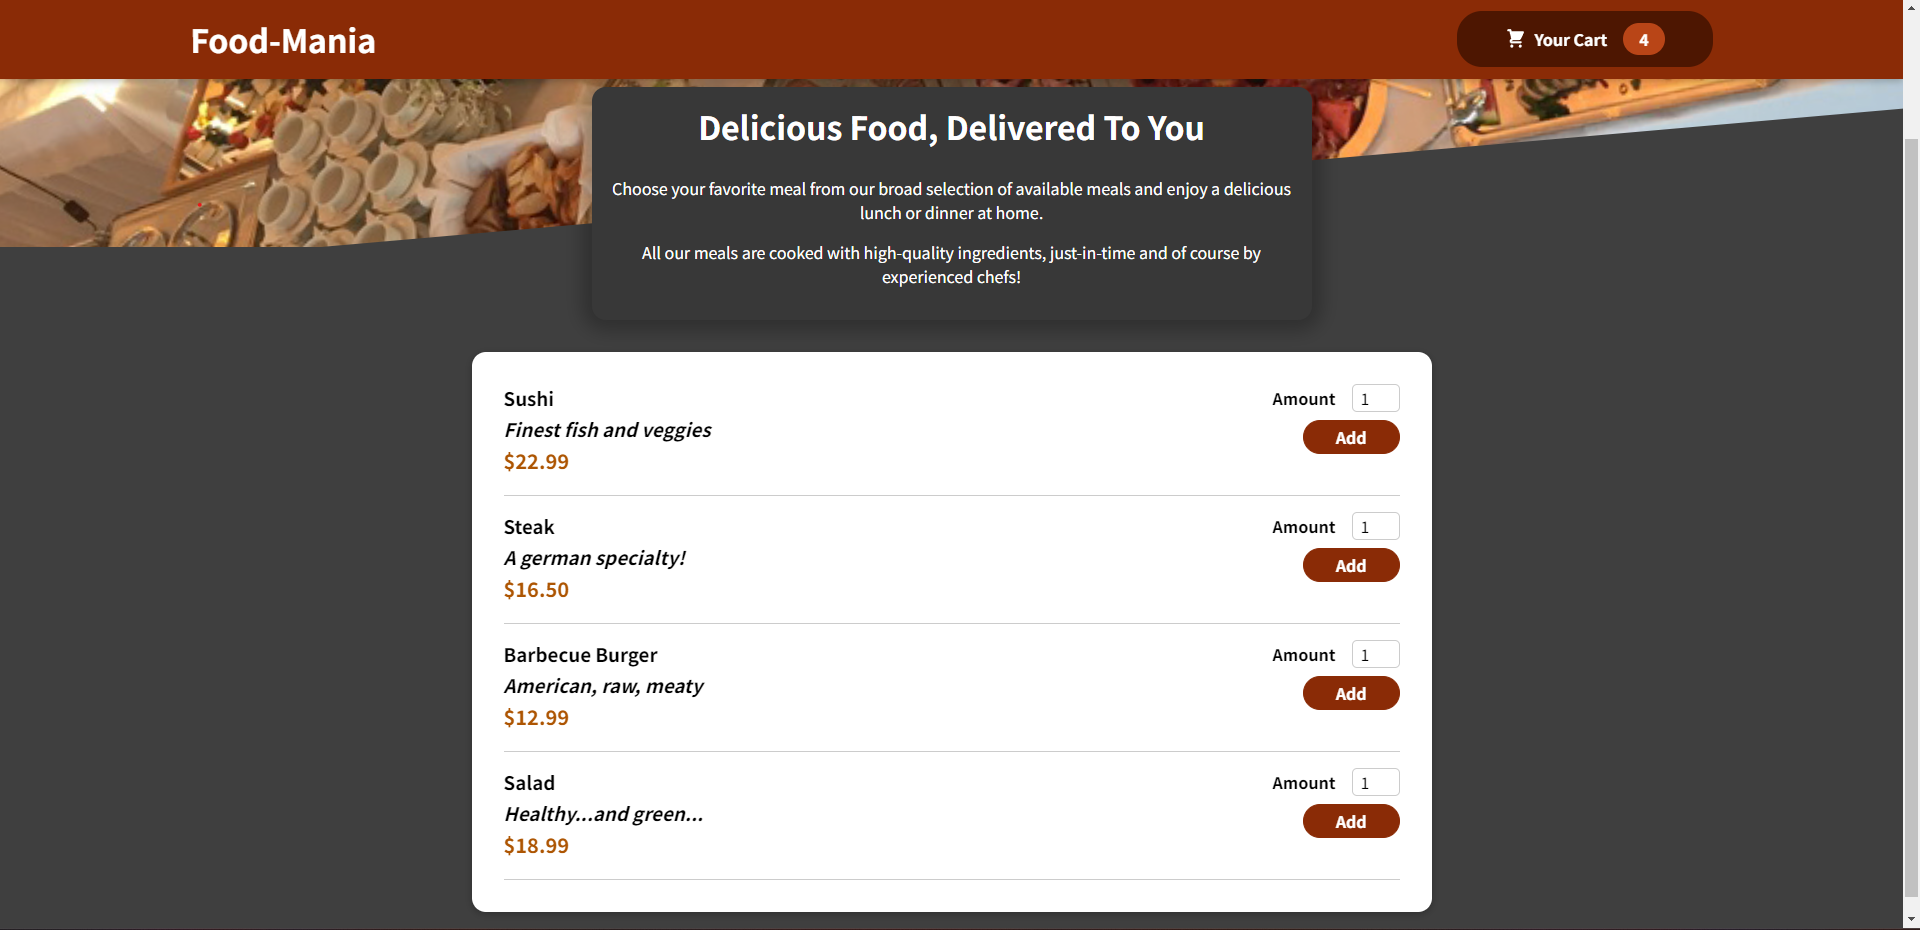 Food-Mania
Your Cart 4
Delicious Food, Delivered To You
Choose your favorite meal from our broad selection of available meals and enjoy a delicious
lunch or dinner at home.
All our meals are cooked with high-quality ingredients, just-in-time and of course by
experienced chefs!
Sushi
Finest fish and veggies
$22.99
Amount 1
Add
Steak
A german specialty!
$16.50
Amount 1
Add
Barbecue Burger
American, raw, meaty
$12.99
Amount 1
Add
Salad
Healthy...and green...
$18.99
Amount 1
Add